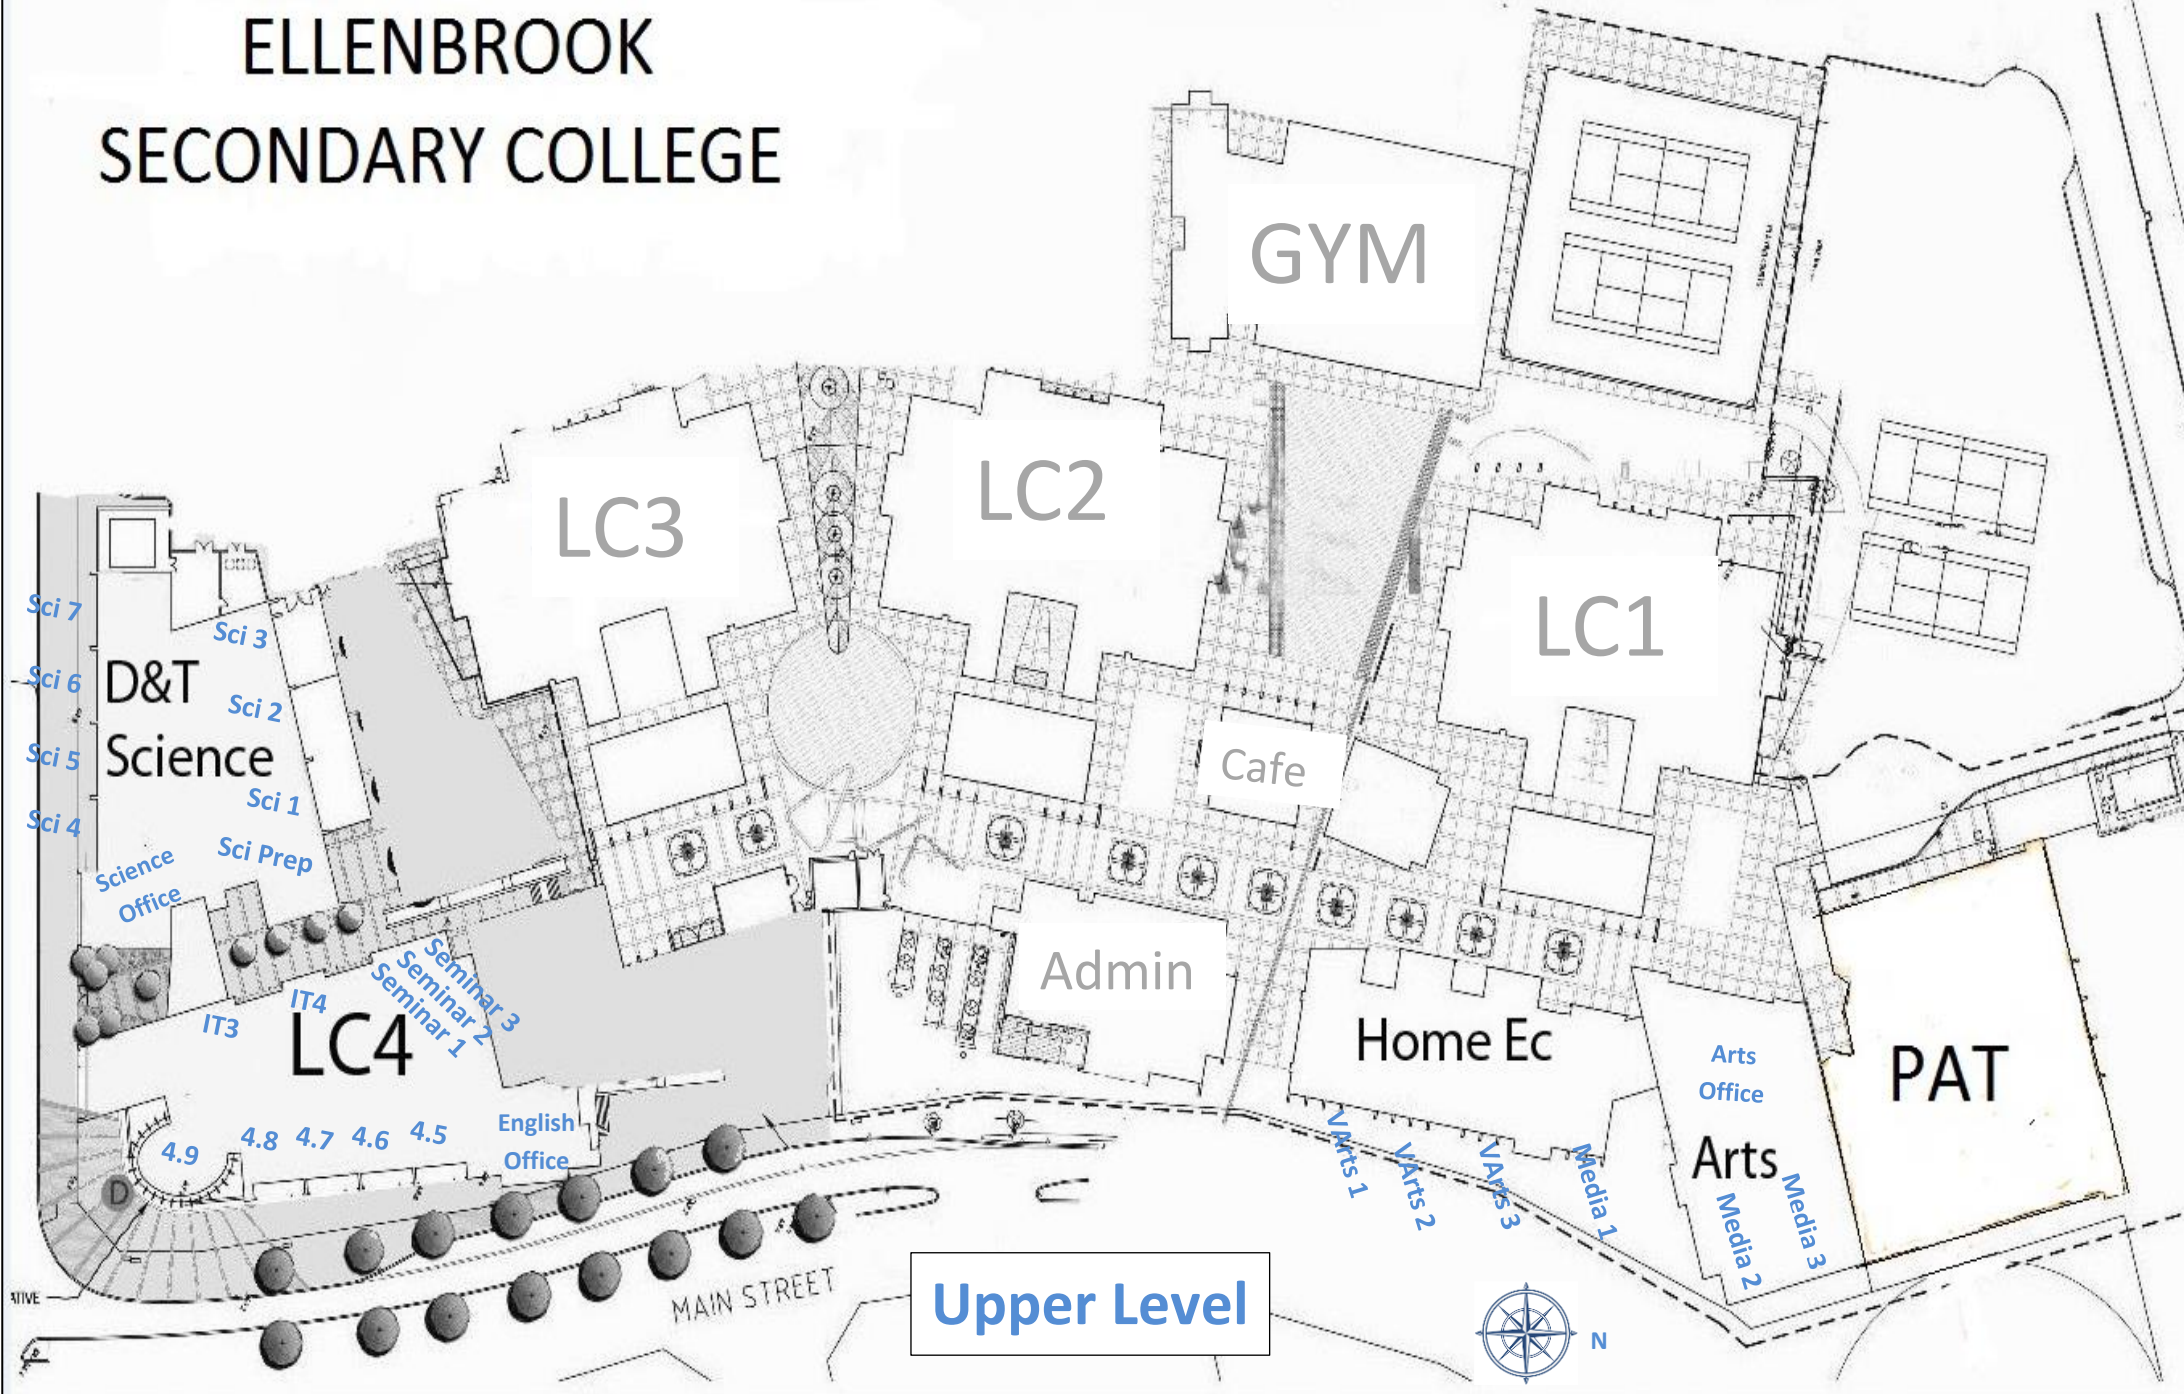 ELLENBROOK
SECONDARY COLLEGE
GYM
LC3
LC2
LC1
Sci 7
Sci 3
Sci 6
D&T
Sci 2
Science
Sci 5
Sci 1
Sci 4
Sci Prep
Science
Office
Cafe
Admin
Seminar 3
Seminar 2
Seminar 1
IT4
IT3
LC4
Home Ec
Arts
Office
PAT
English
Office
4.9
4.8
4.7
4.6
4.5
D
Arts
VArts 1
VArts 2
VArts 3
Media 1
Media 2
Media 3
ATIVE
MAIN STREET
Upper Level
N